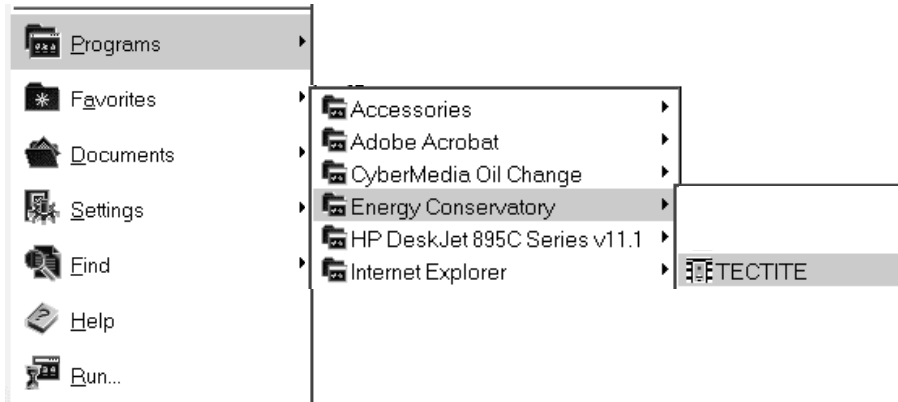 Programs
Favorites
Documents
Settings
Find
Help
Run...
Accessories
Adobe Acrobat
CyberMedia Oil Change
Energy Conservatory
HP DeskJet 895C Series v11.1
Internet Explorer
TECTITE